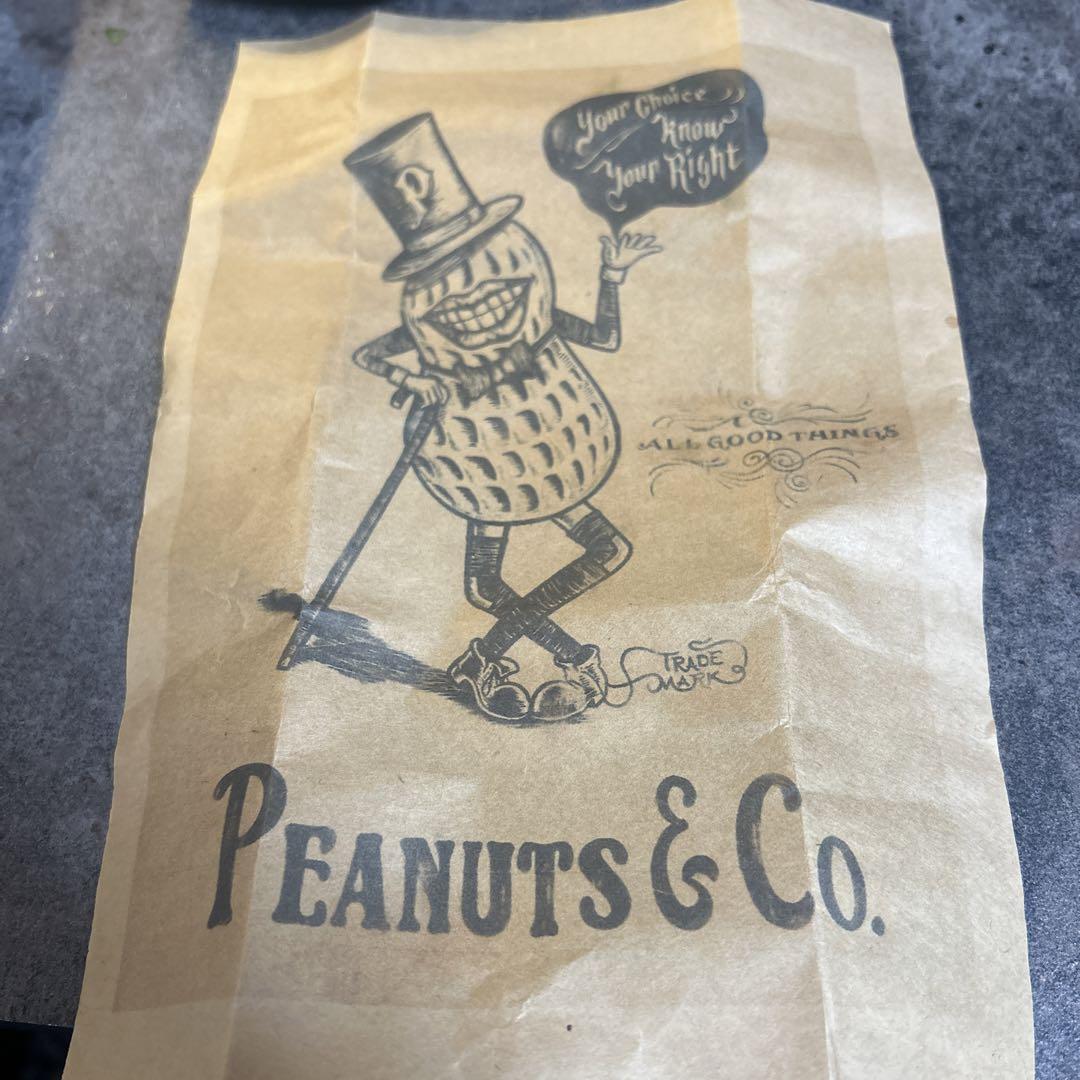 Your Choice
Know
Your Right
P
ALL GOOD THINGS
TRADE
MARK
PEANUTS & CO.